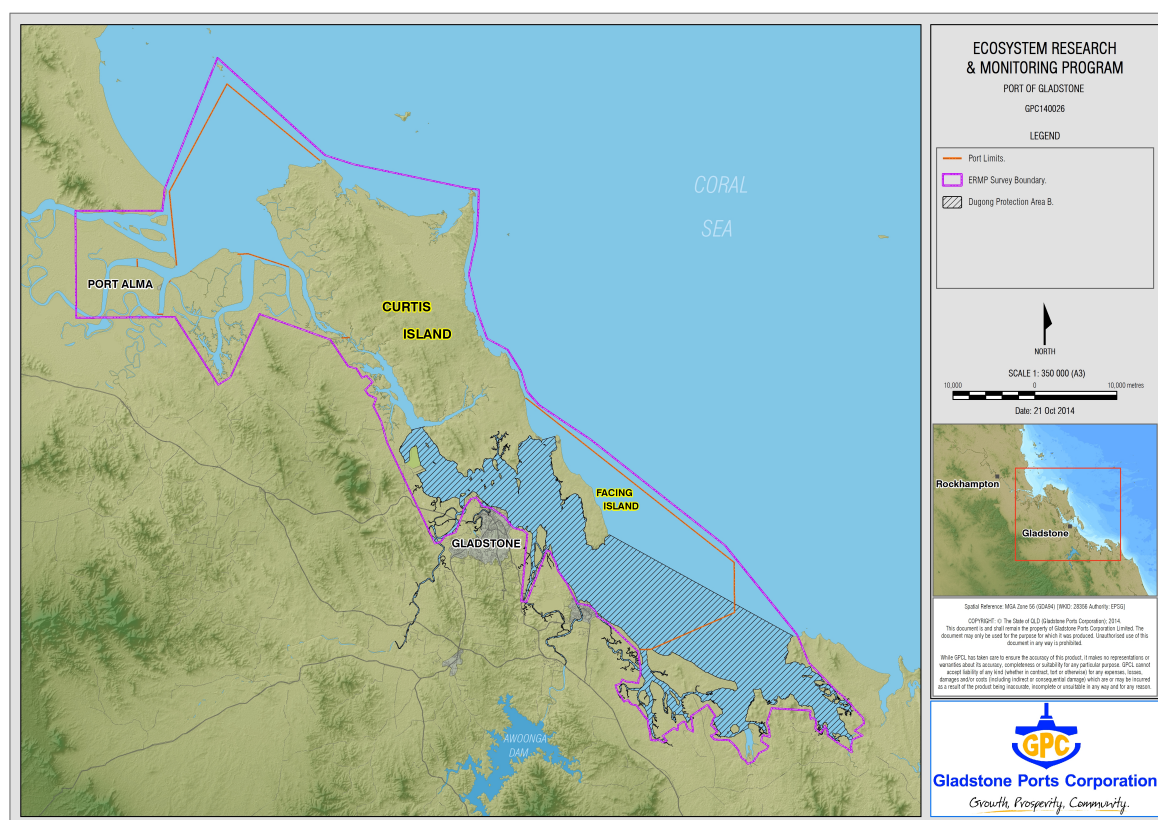 PORT ALMA
CURTIS
ISLAND
CORAL
SEA
FACING
ISLAND
GLADSTONE
AWOONGA
DAM
ECOSYSTEM RESEARCH
& MONITORING PROGRAM
PORT OF GLADSTONE
GPC140026
LEGEND
Port Limits.
ERMP Survey Boundary.
Dugong Protection Area B.
NORTH
SCALE 1: 350 000 (A3)
10,000 0 10,000 metres
Date: 21 Oct 2014
Rockhampton
Gladstone
Spatial Reference: MGA Zone 56 (GDA94) (WKID: 28356 Authority: EPSG)
COPYRIGHT: © The State of QLD (Gladstone Ports Corporation); 2014.
This document is and shall remain the property of Gladstone Ports Corporation Limited. The
document may only be used for the purpose for which it was produced. Unauthorised use of this
document in any way is prohibited.
While GPCL has taken care to ensure the accuracy of this product, it makes no representations or
warranties about its accuracy, completeness or suitability for any particular purpose. GPCL cannot
accept liability of any kind (whether in contract, tort or otherwise) for any expenses, losses,
damages and/or costs (including indirect or consequential damage) which are or may be incurred
as a result of the product being inaccurate, incomplete or unsuitable in any way and for any reason.
GPC
Gladstone Ports Corporation
Growth, Prosperity, Community.